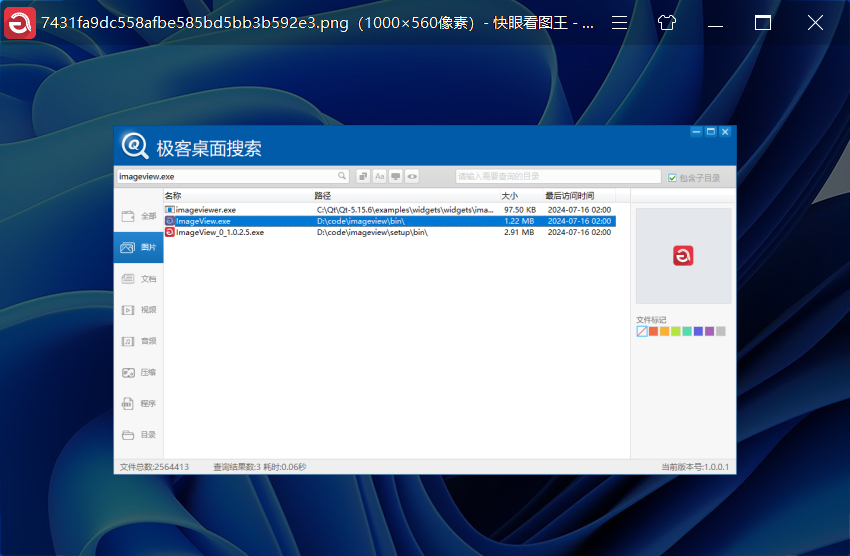 7431fa9dc558afbe585bd5bb3b592e3.png（1000×560像素）- 快眼看图王 - ...
极客桌面搜索
imageview.exe Aa 请输入需要查询的目录 包含子目录
名称 路径 大小 最后访问时间
imageviewer.exe C:\Qt\Qt-5.15.6\examples\widgets\widgets\ima... 97.50 KB 2024-07-16 02:00
ImageView.exe D:\code\imageview\bin\ 1.22 MB 2024-07-16 02:00
ImageView_0_1.0.2.5.exe D:\code\imageview\setup\bin\ 2.91 MB 2024-07-16 02:00
全部
图片
文档
视频
音频
压缩
程序
目录
文件标记
文件总数:2564413 查询结果数:3 耗时:0.06秒 当前版本号:1.0.0.1